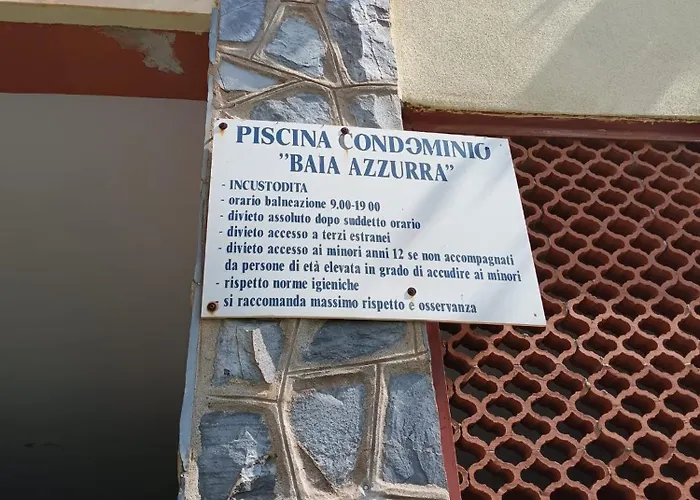 PISCINA CONDOMINIO
"BAIA AZZURRA"
- INCUSTODITA
- orario balneazione 9.00-19 00
- divieto assoluto dopo suddetto orario
- divieto accesso a terzi estranei
- divieto accesso ai minori anni 12 se non accompagnati
da persone di età elevata in grado di accudire ai minori
- rispetto norme igieniche
- si raccomanda massimo rispetto e osservanza